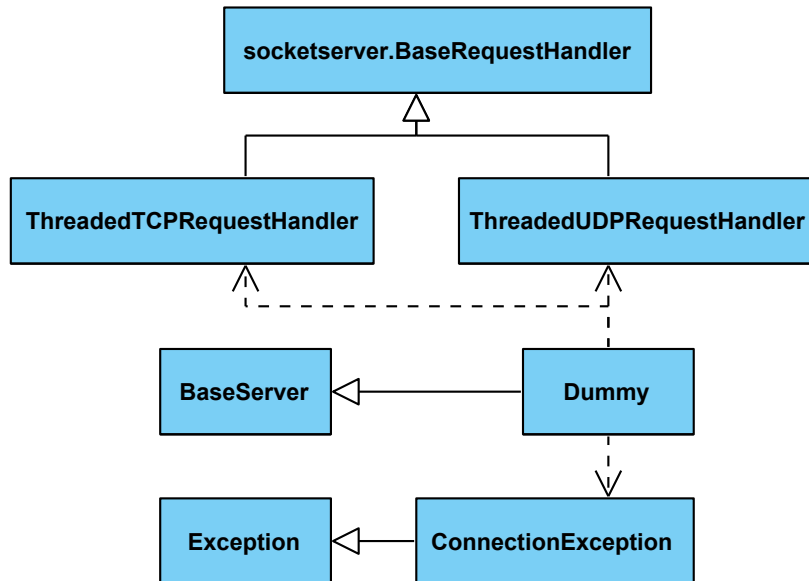 socketserver.BaseRequestHandler
ThreadedTCPRequestHandler
ThreadedUDPRequestHandler
BaseServer
Dummy
Exception
ConnectionException